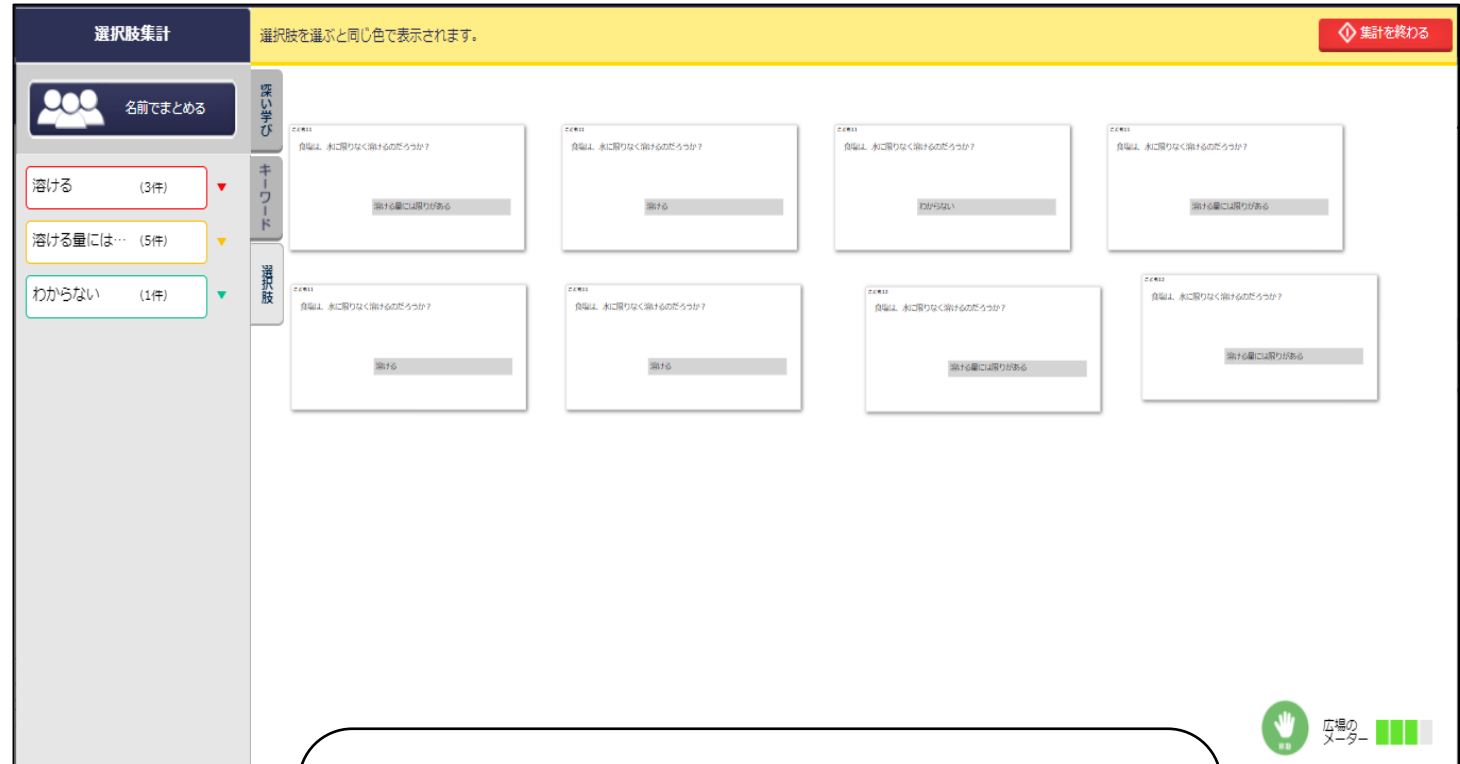 選択肢集計
選択肢を選ぶと同じ色で表示されます。
集計を終わる
名前でまとめる
溶ける (3件)
溶ける量には… (5件)
わからない (1件)
深い学び
キーワード
選択肢
食塩は、水に限りなく溶けるのだろうか?
溶ける量には限りがある
食塩は、水に限りなく溶けるのだろうか?
溶ける
食塩は、水に限りなく溶けるのだろうか?
わからない
食塩は、水に限りなく溶けるのだろうか?
溶ける量には限りがある
食塩は、水に限りなく溶けるのだろうか?
溶ける
食塩は、水に限りなく溶けるのだろうか?
溶ける
食塩は、水に限りなく溶けるのだろうか?
溶ける量には限りがある
食塩は、水に限りなく溶けるのだろうか?
溶ける量には限りがある
広場の
メーター